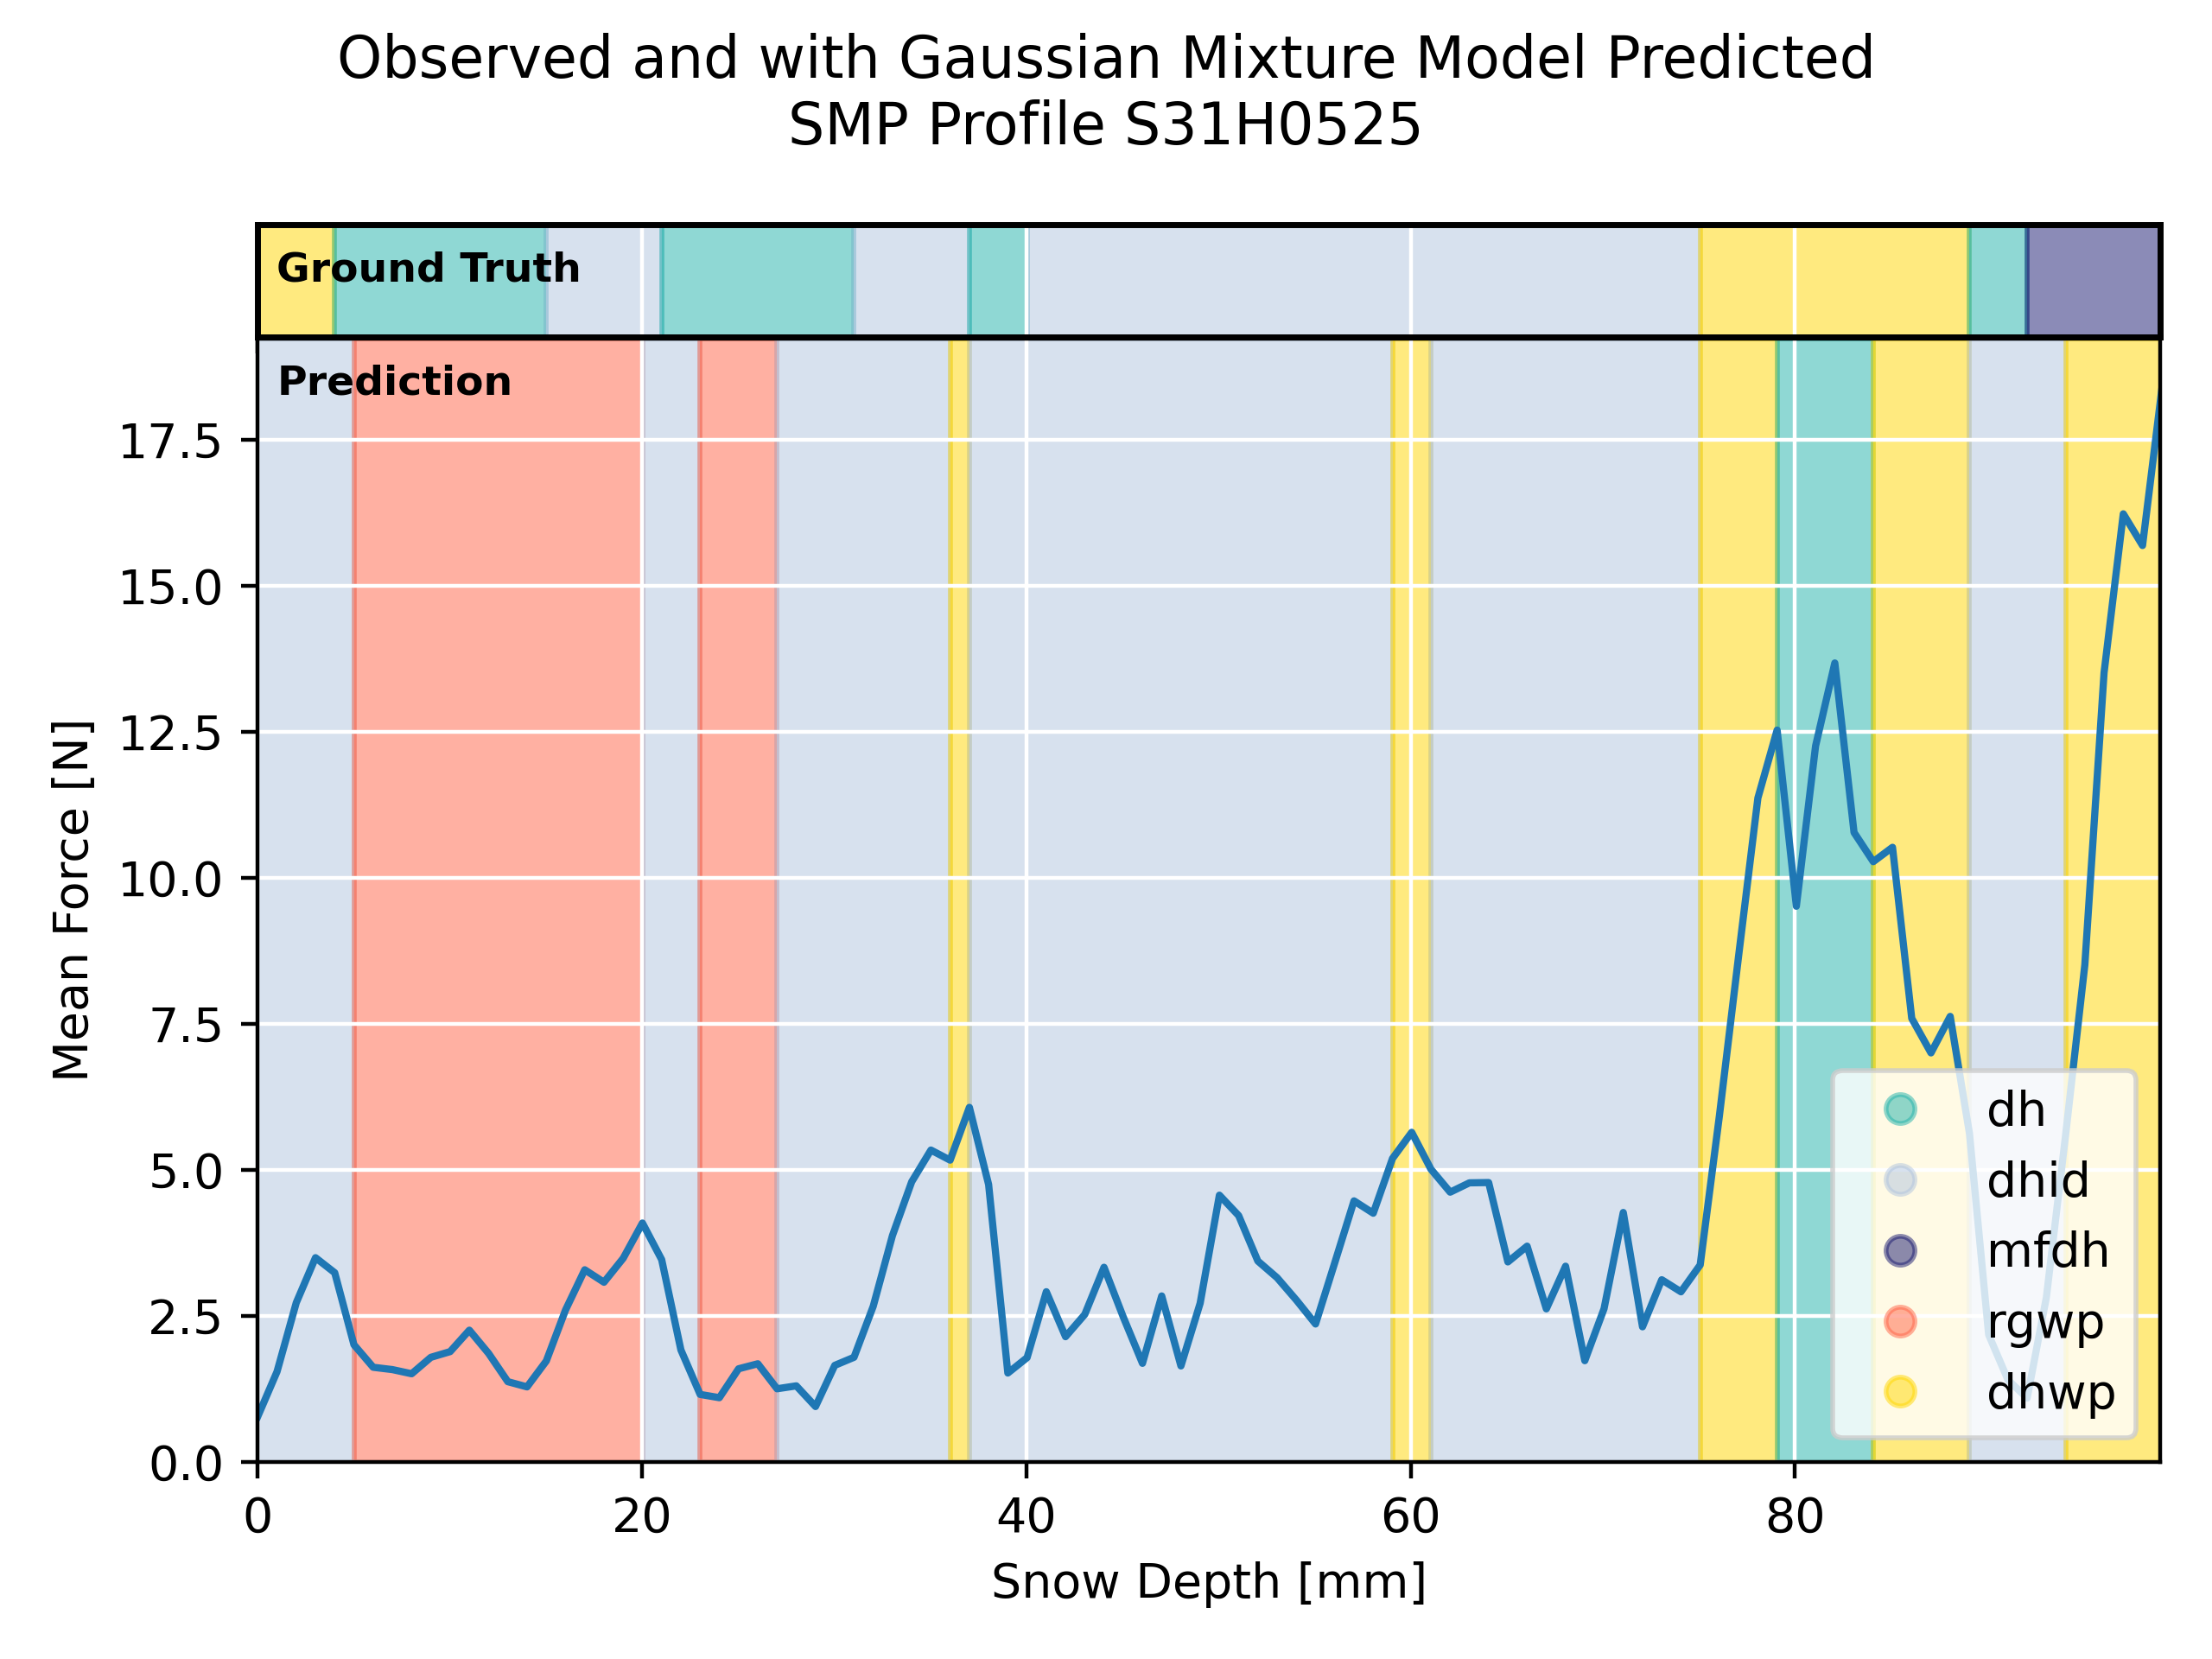 Observed and with Gaussian Mixture Model Predicted
SMP Profile S31H0525
Ground Truth
Prediction
17.5
15.0
12.5
10.0
7.5
5.0
2.5
0.0
Mean Force [N]
dh
dhid
mfdh
rgwp
dhwp
0 20 40 60 80
Snow Depth [mm]